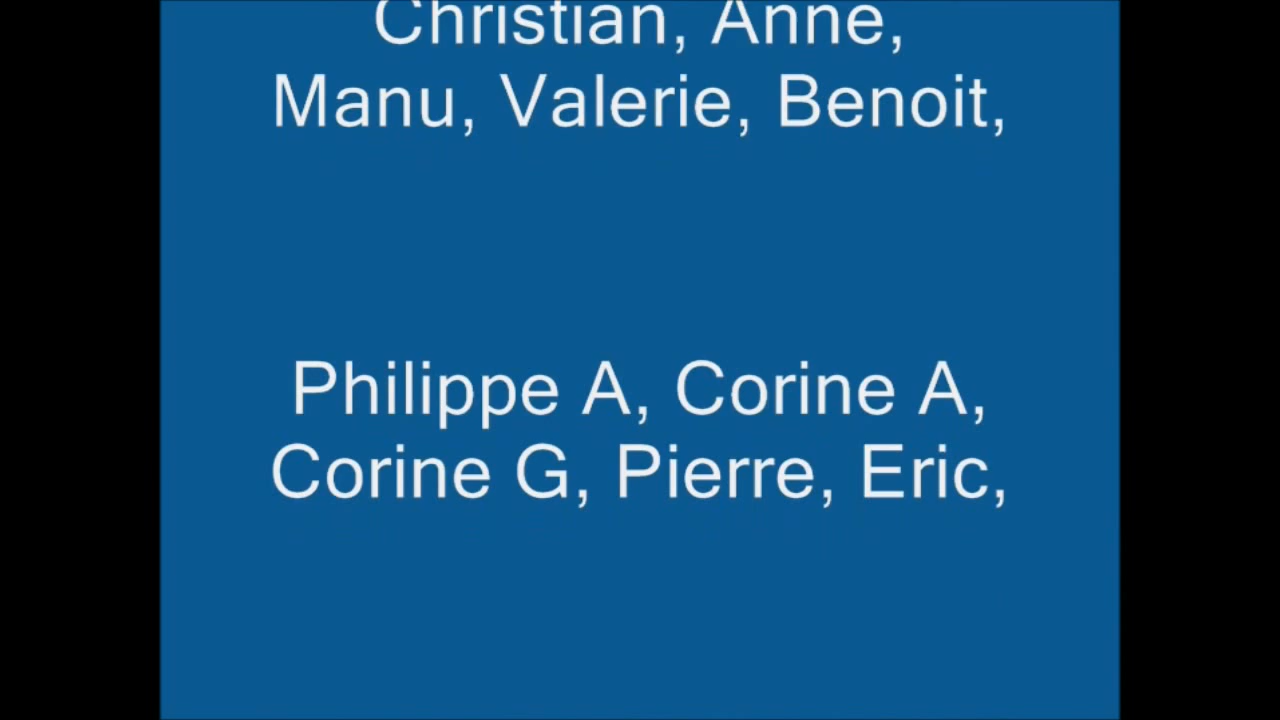 Christian, Anne,
Manu, Valerie, Benoit,
Philippe A, Corine A,
Corine G, Pierre, Eric,